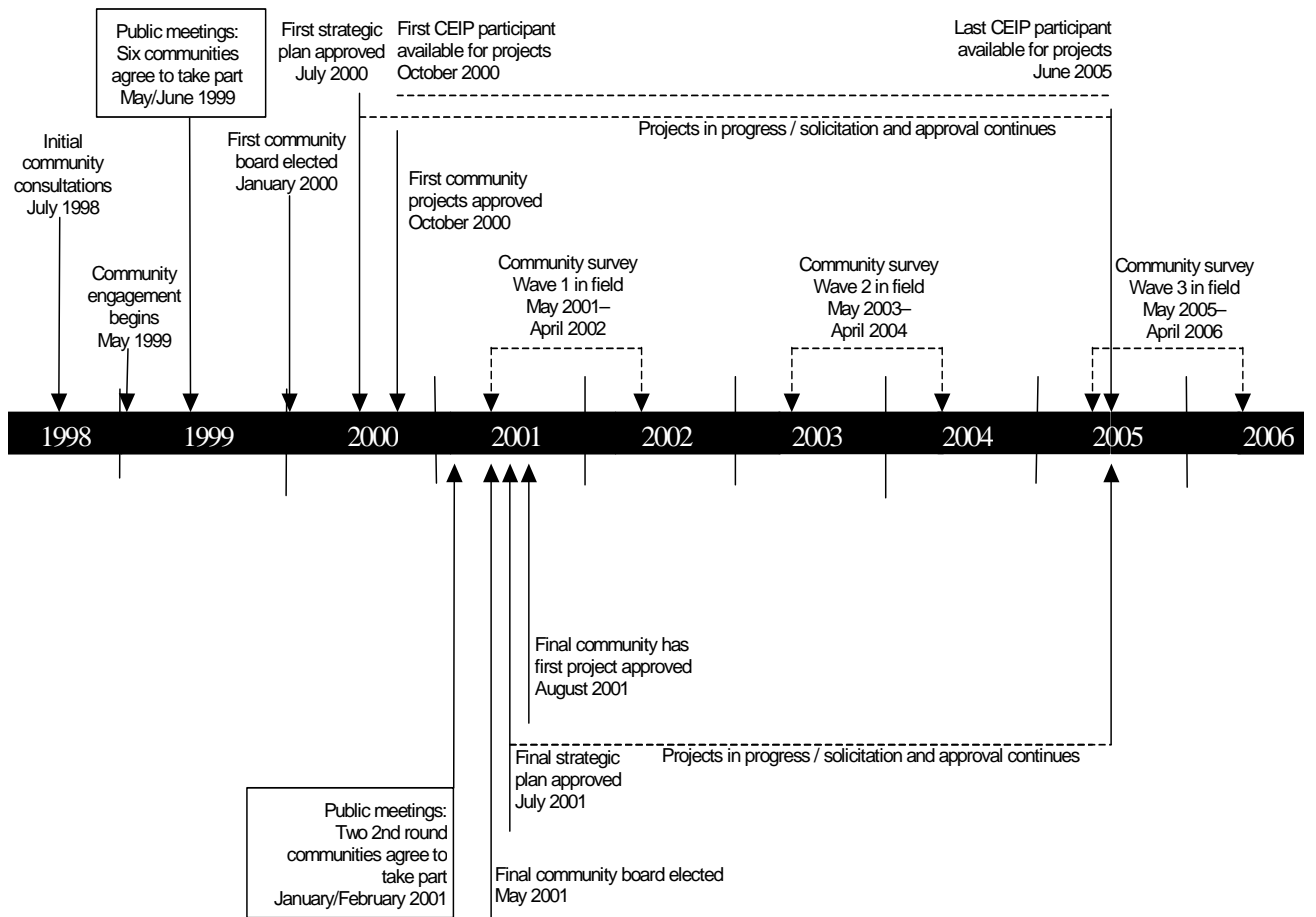 Public meetings:
Six communities
agree to take part
May/June 1999
First strategic
plan approved
July 2000
First CEIP participant
available for projects
October 2000
Last CEIP participant
available for projects
June 2005
Projects in progress / solicitation and approval continues
Initial
community
consultations
July 1998
First community
board elected
January 2000
First community
projects approved
October 2000
Community
engagement
begins
May 1999
Community survey
Wave 1 in field
May 2001–
April 2002
Community survey
Wave 2 in field
May 2003–
April 2004
Community survey
Wave 3 in field
May 2005–
April 2006
1998 1999 2000 2001 2002 2003 2004 2005 2006
Final community has
first project approved
August 2001
Projects in progress / solicitation and approval continues
Final strategic
plan approved
July 2001
Public meetings:
Two 2nd round
communities agree to
take part
January/February 2001
Final community board elected
May 2001